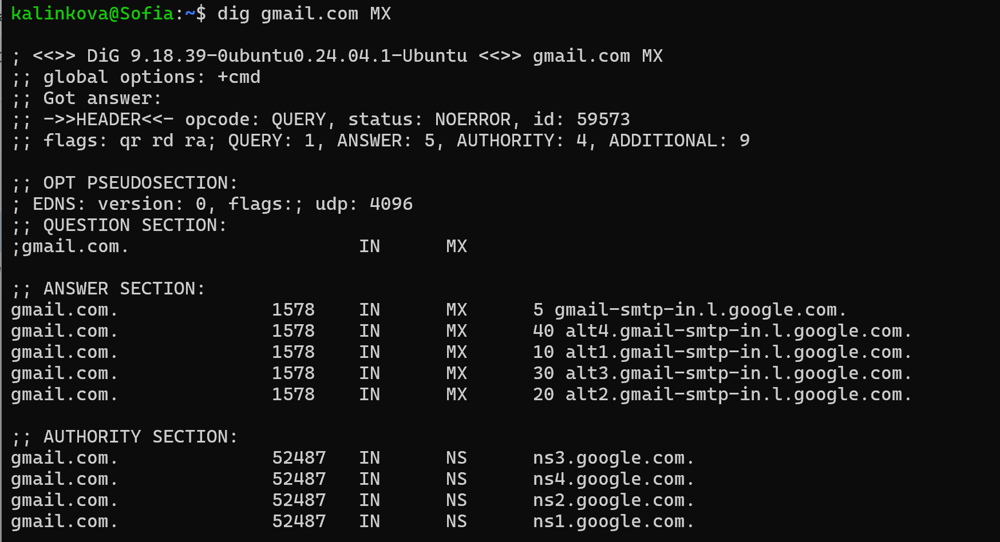 kalinkova@Sofia:~$ dig gmail.com MX

; <<>> DiG 9.18.39-0ubuntu0.24.04.1-Ubuntu <<>> gmail.com MX
;; global options: +cmd
;; Got answer:
;; ->>HEADER<<- opcode: QUERY, status: NOERROR, id: 59573
;; flags: qr rd ra; QUERY: 1, ANSWER: 5, AUTHORITY: 4, ADDITIONAL: 9

;; OPT PSEUDOSECTION:
; EDNS: version: 0, flags:; udp: 4096
;; QUESTION SECTION:
;gmail.com.                     IN      MX

;; ANSWER SECTION:
gmail.com.              1578    IN      MX      5 gmail-smtp-in.l.google.com.
gmail.com.              1578    IN      MX      40 alt4.gmail-smtp-in.l.google.com.
gmail.com.              1578    IN      MX      10 alt1.gmail-smtp-in.l.google.com.
gmail.com.              1578    IN      MX      30 alt3.gmail-smtp-in.l.google.com.
gmail.com.              1578    IN      MX      20 alt2.gmail-smtp-in.l.google.com.

;; AUTHORITY SECTION:
gmail.com.              52487   IN      NS      ns3.google.com.
gmail.com.              52487   IN      NS      ns4.google.com.
gmail.com.              52487   IN      NS      ns2.google.com.
gmail.com.              52487   IN      NS      ns1.google.com.